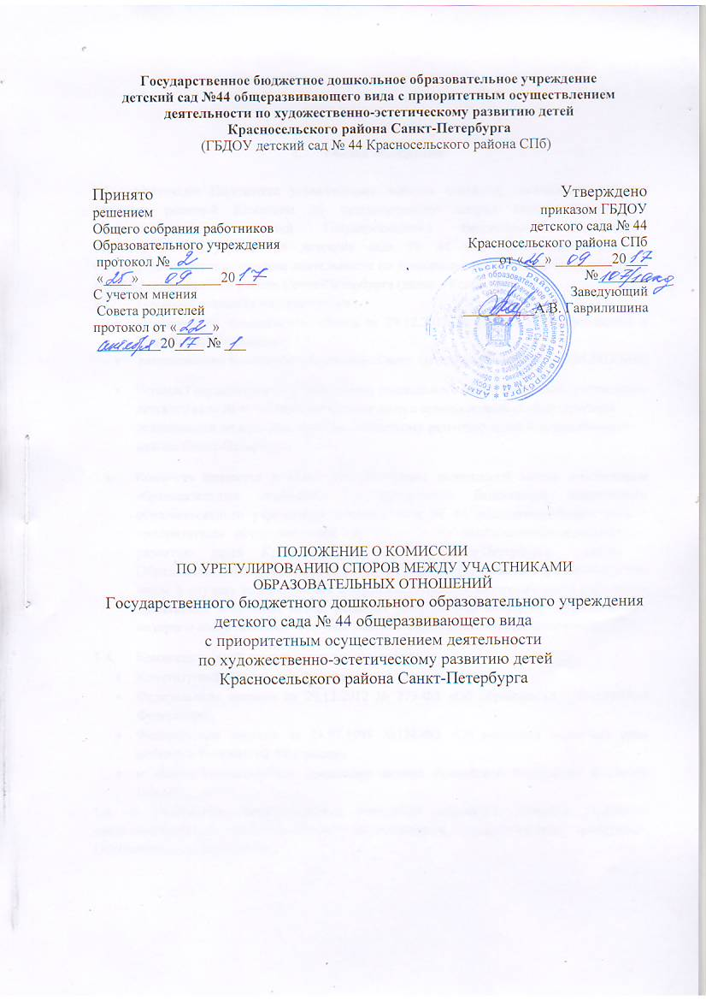 Государственное бюджетное дошкольное образовательное учреждение
детский сад №44 общеразвивающего вида с приоритетным осуществлением
деятельности по художественно-эстетическому развитию детей
Красносельского района Санкт-Петербурга
(ГБДОУ детский сад № 44 Красносельского района СПб)
Принято
решением
Общего собрания работников
Образовательного учреждения
протокол № 2
«25» 09 2017
С учетом мнения
Совета родителей
протокол от «22»
сентября 2017 № 1
Утверждено
приказом ГБДОУ
детского сада № 44
Красносельского района СПб
от «26» 09 2017
№ 107/1
Заведующий
А.В. Гаврилишина
ПОЛОЖЕНИЕ О КОМИССИИ
ПО УРЕГУЛИРОВАНИЮ СПОРОВ МЕЖДУ УЧАСТНИКАМИ
ОБРАЗОВАТЕЛЬНЫХ ОТНОШЕНИЙ
Государственного бюджетного дошкольного образовательного учреждения
детского сада № 44 общеразвивающего вида
с приоритетным осуществлением деятельности
по художественно-эстетическому развитию детей
Красносельского района Санкт-Петербурга